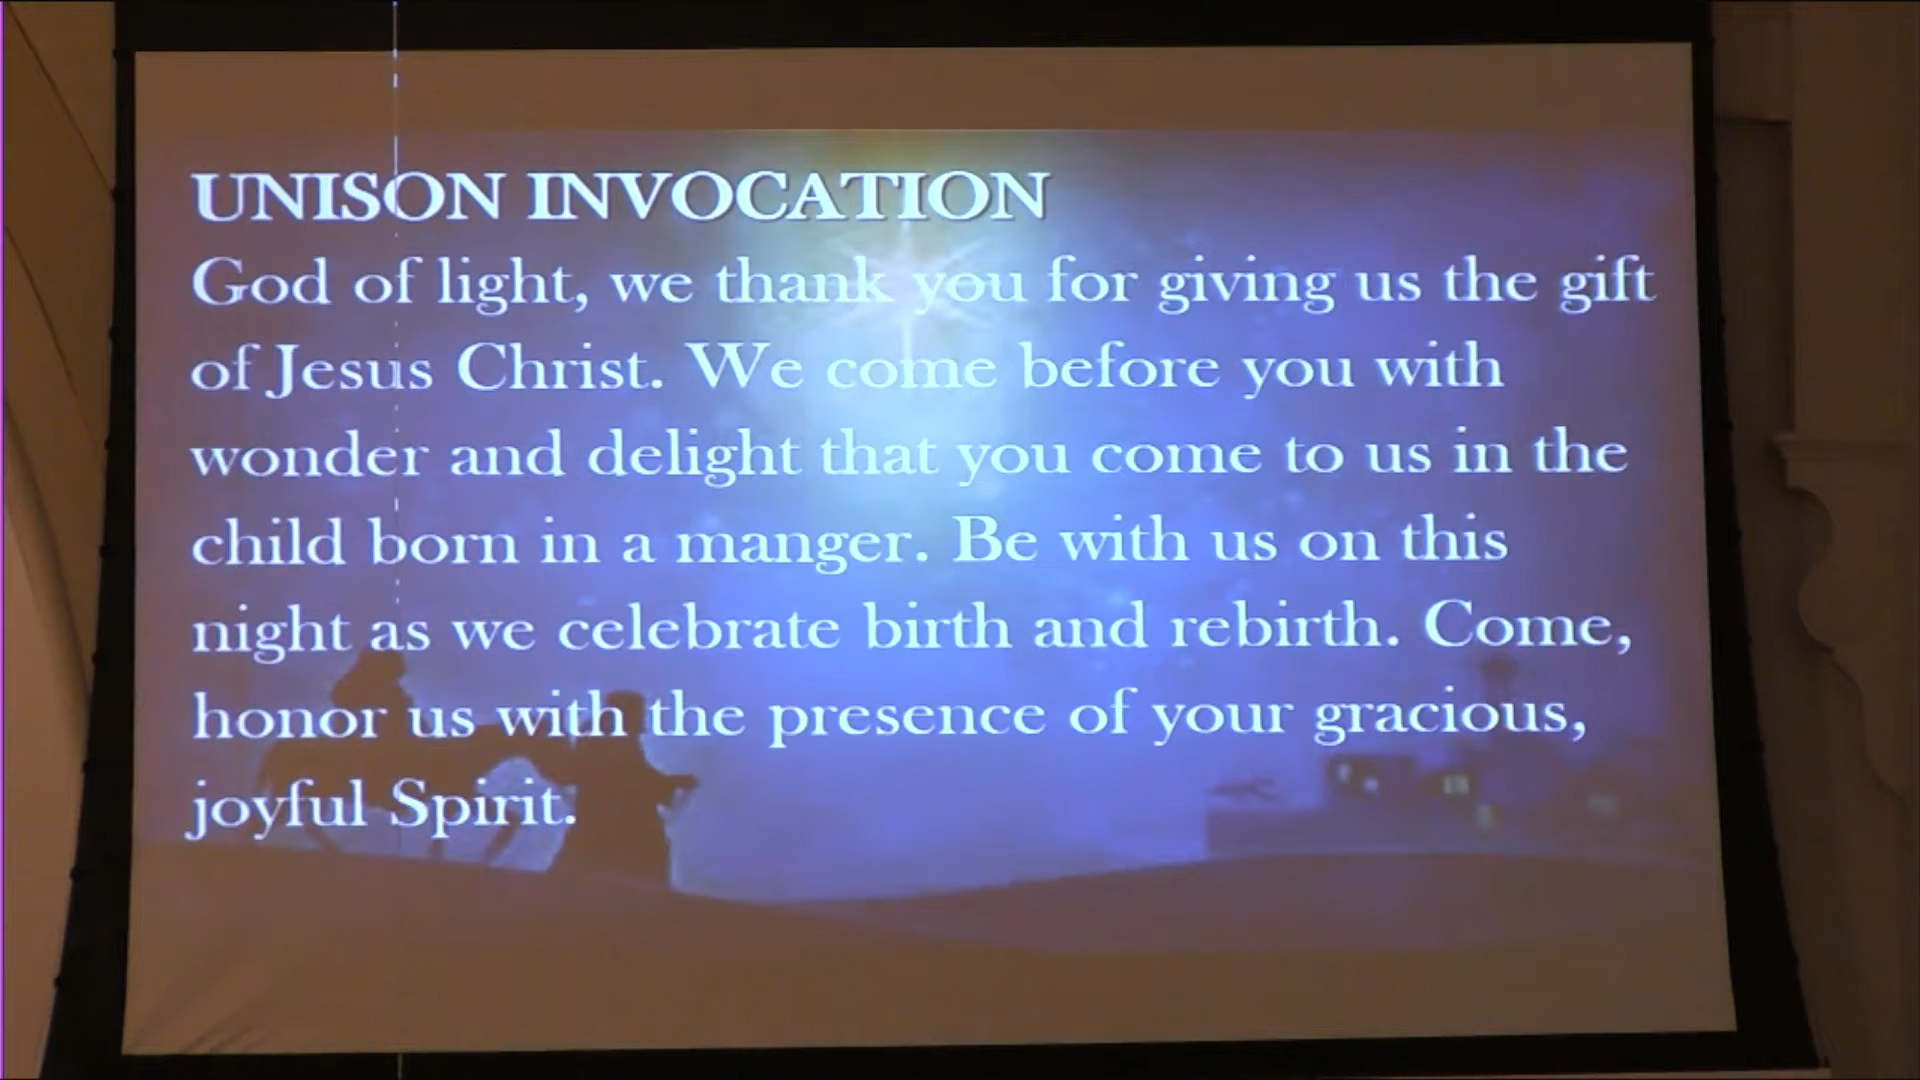 UNISON INVOCATION
God of light, we thank you for giving us the gift
of Jesus Christ. We come before you with
wonder and delight that you come to us in the
child born in a manger. Be with us on this
night as we celebrate birth and rebirth. Come,
honor us with the presence of your gracious,
joyful Spirit.